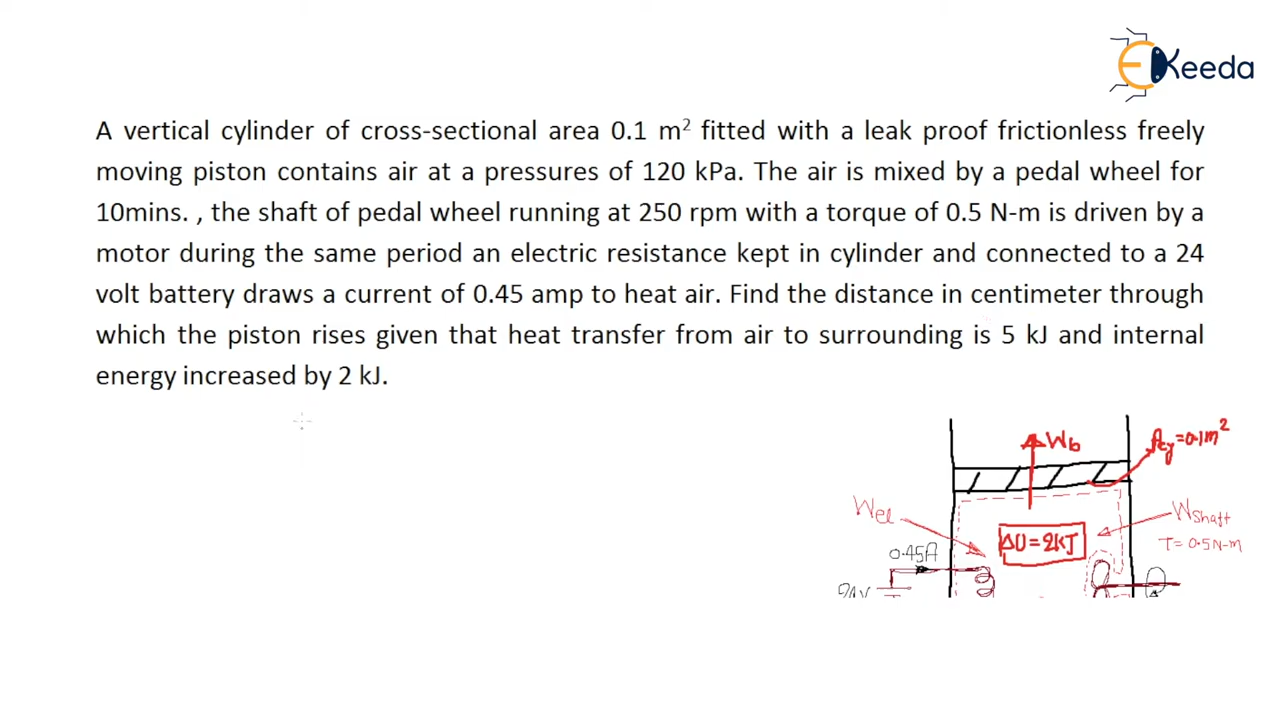 EKeeda
A vertical cylinder of cross-sectional area 0.1 m² fitted with a leak proof frictionless freely
moving piston contains air at a pressures of 120 kPa. The air is mixed by a pedal wheel for
10mins. , the shaft of pedal wheel running at 250 rpm with a torque of 0.5 N-m is driven by a
motor during the same period an electric resistance kept in cylinder and connected to a 24
volt battery draws a current of 0.45 amp to heat air. Find the distance in centimeter through
which the piston rises given that heat transfer from air to surrounding is 5 kJ and internal
energy increased by 2 kJ.
Wb
Acy=0.1m²
Wel
Wshaft
ΔU=2KJ
T=0.5N-m
0.45A
24V